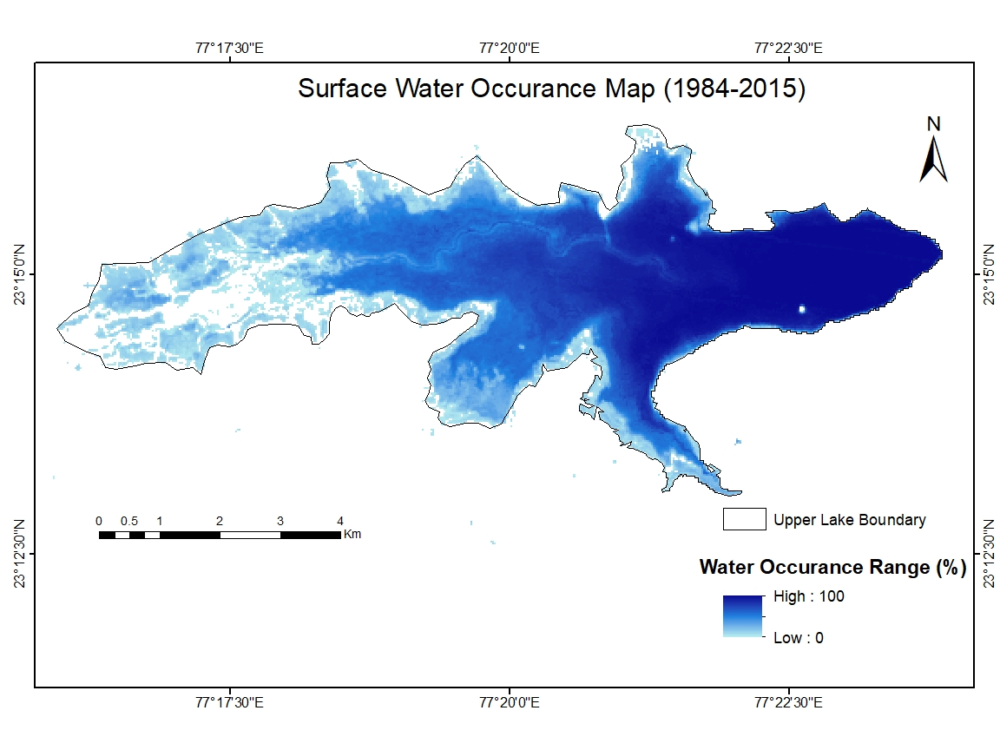 77°17'30"E 77°20'0"E 77°22'30"E
Surface Water Occurance Map (1984-2015)
N
23°15'0"N 23°15'0"N
Upper Lake Boundary
0 0.5 1 2 3 4
Km
23°12'30"N 23°12'30"N
Water Occurance Range (%)
High : 100
Low : 0
77°17'30"E 77°20'0"E 77°22'30"E